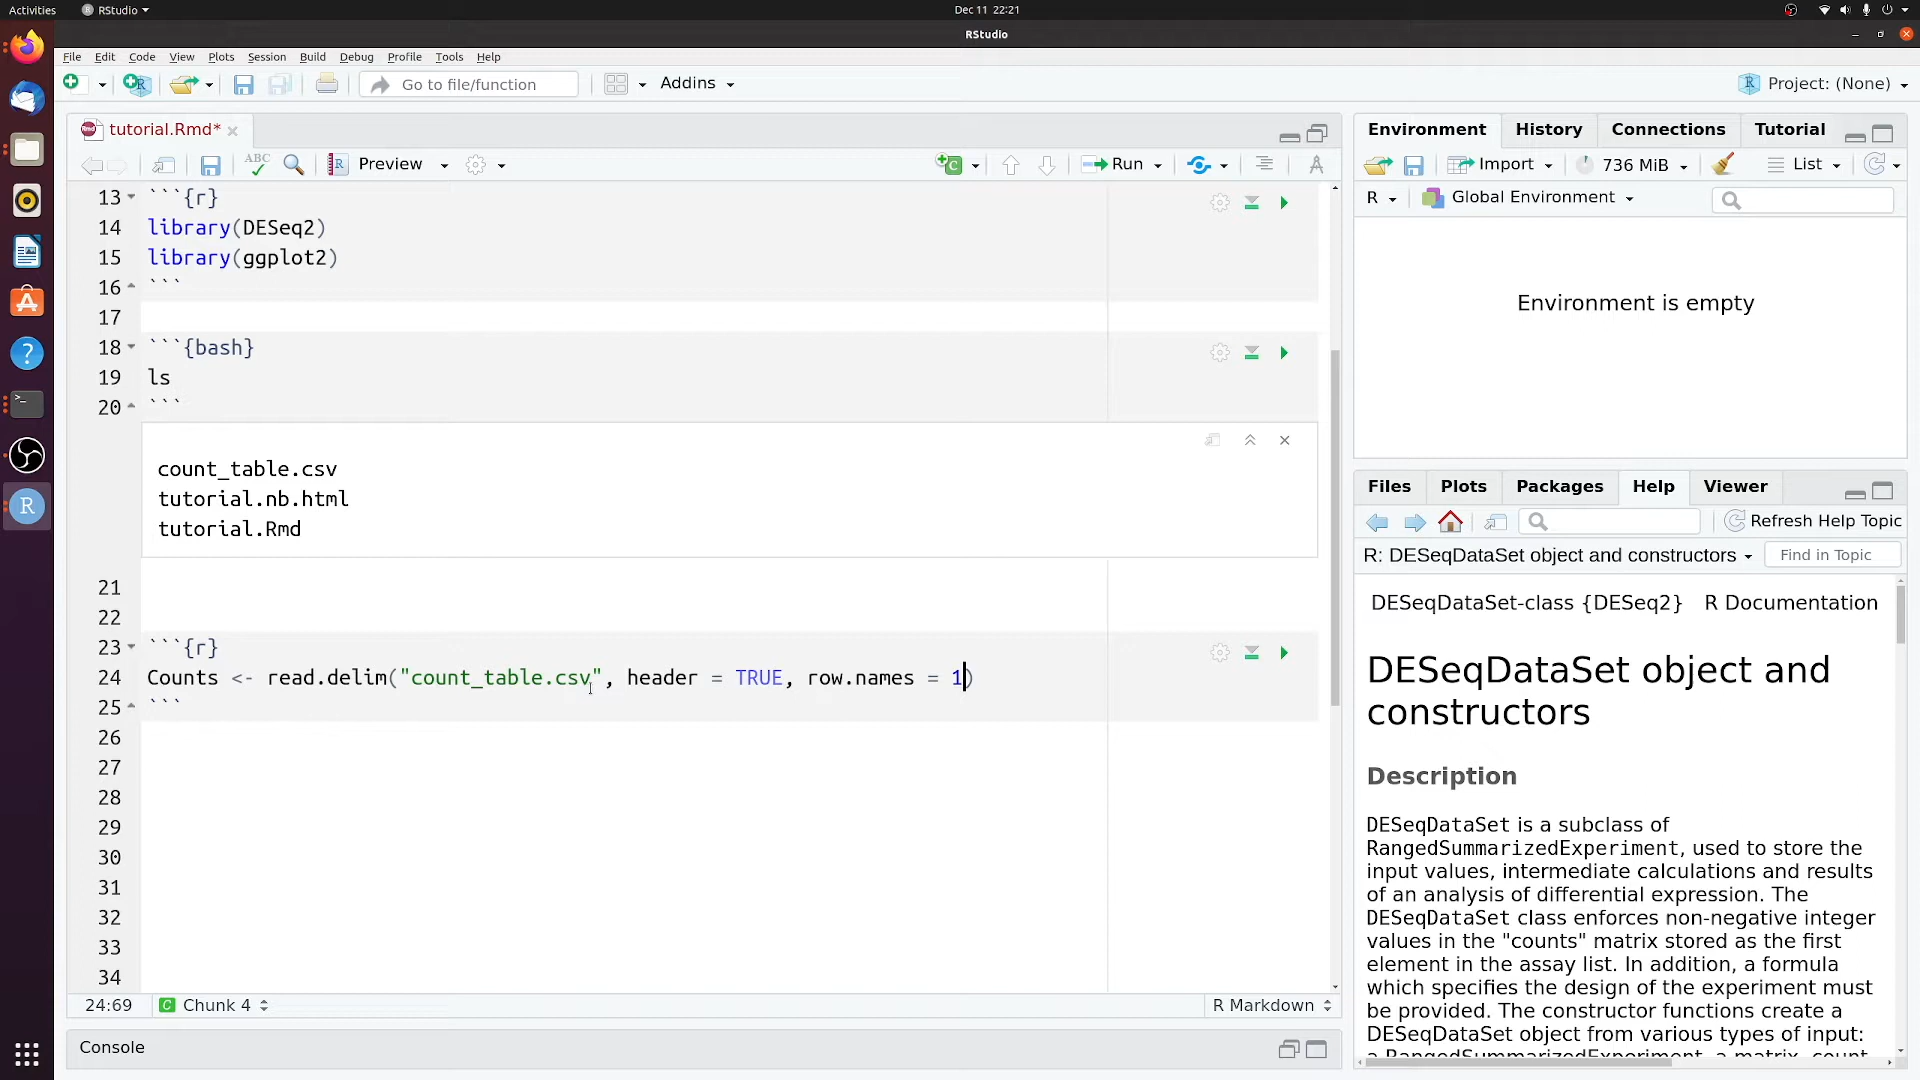 Activities
RStudio
Dec 11 22:21
RStudio
File Edit Code View Plots Session Build Debug Profile Tools Help
Go to file/function
Addins
Project: (None)
tutorial.Rmd*
ABC
Preview
Run
13 ```{r}
14 library(DESeq2)
15 library(ggplot2)
16 ```
17
18 ```{bash}
19 ls
20 ```
count_table.csv
tutorial.nb.html
tutorial.Rmd
21
22
23 ```{r}
24 Counts <- read.delim("count_table.csv", header = TRUE, row.names = 1)
25 ```
26
27
28
29
30
31
32
33
34
24:69
Chunk 4
R Markdown
Console
Environment History Connections Tutorial
Import
736 MiB
List
R
Global Environment
Environment is empty
Files Plots Packages Help Viewer
Refresh Help Topic
R: DESeqDataSet object and constructors
Find in Topic
DESeqDataSet-class {DESeq2} R Documentation
DESeqDataSet object and
constructors
Description
DESeqDataSet is a subclass of
RangedSummarizedExperiment, used to store the
input values, intermediate calculations and results
of an analysis of differential expression. The
DESeqDataSet class enforces non-negative integer
values in the "counts" matrix stored as the first
element in the assay list. In addition, a formula
which specifies the design of the experiment must
be provided. The constructor functions create a
DESeqDataSet object from various types of input:
a RangedSummarizedExperiment, a matrix, count